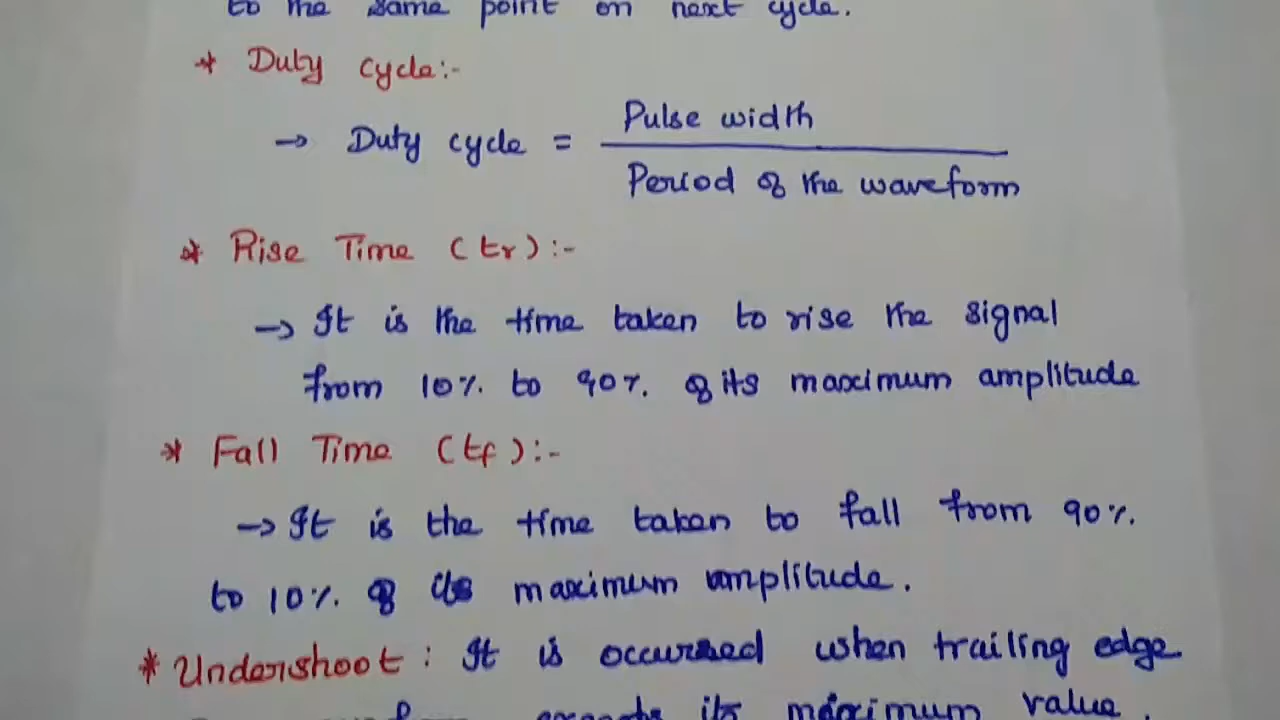 to the same point on next cycle.
* Duty cycle:-
→ Duty cycle = Pulse width
Period of the waveform
* Rise Time (tr):-
→ It is the time taken to rise the signal
from 10% to 90% of its maximum amplitude
* Fall Time (tf):-
→ It is the time taken to fall from 90%
to 10% of its maximum amplitude.
* Undershoot: It is occurred when trailing edge
its maximum value.